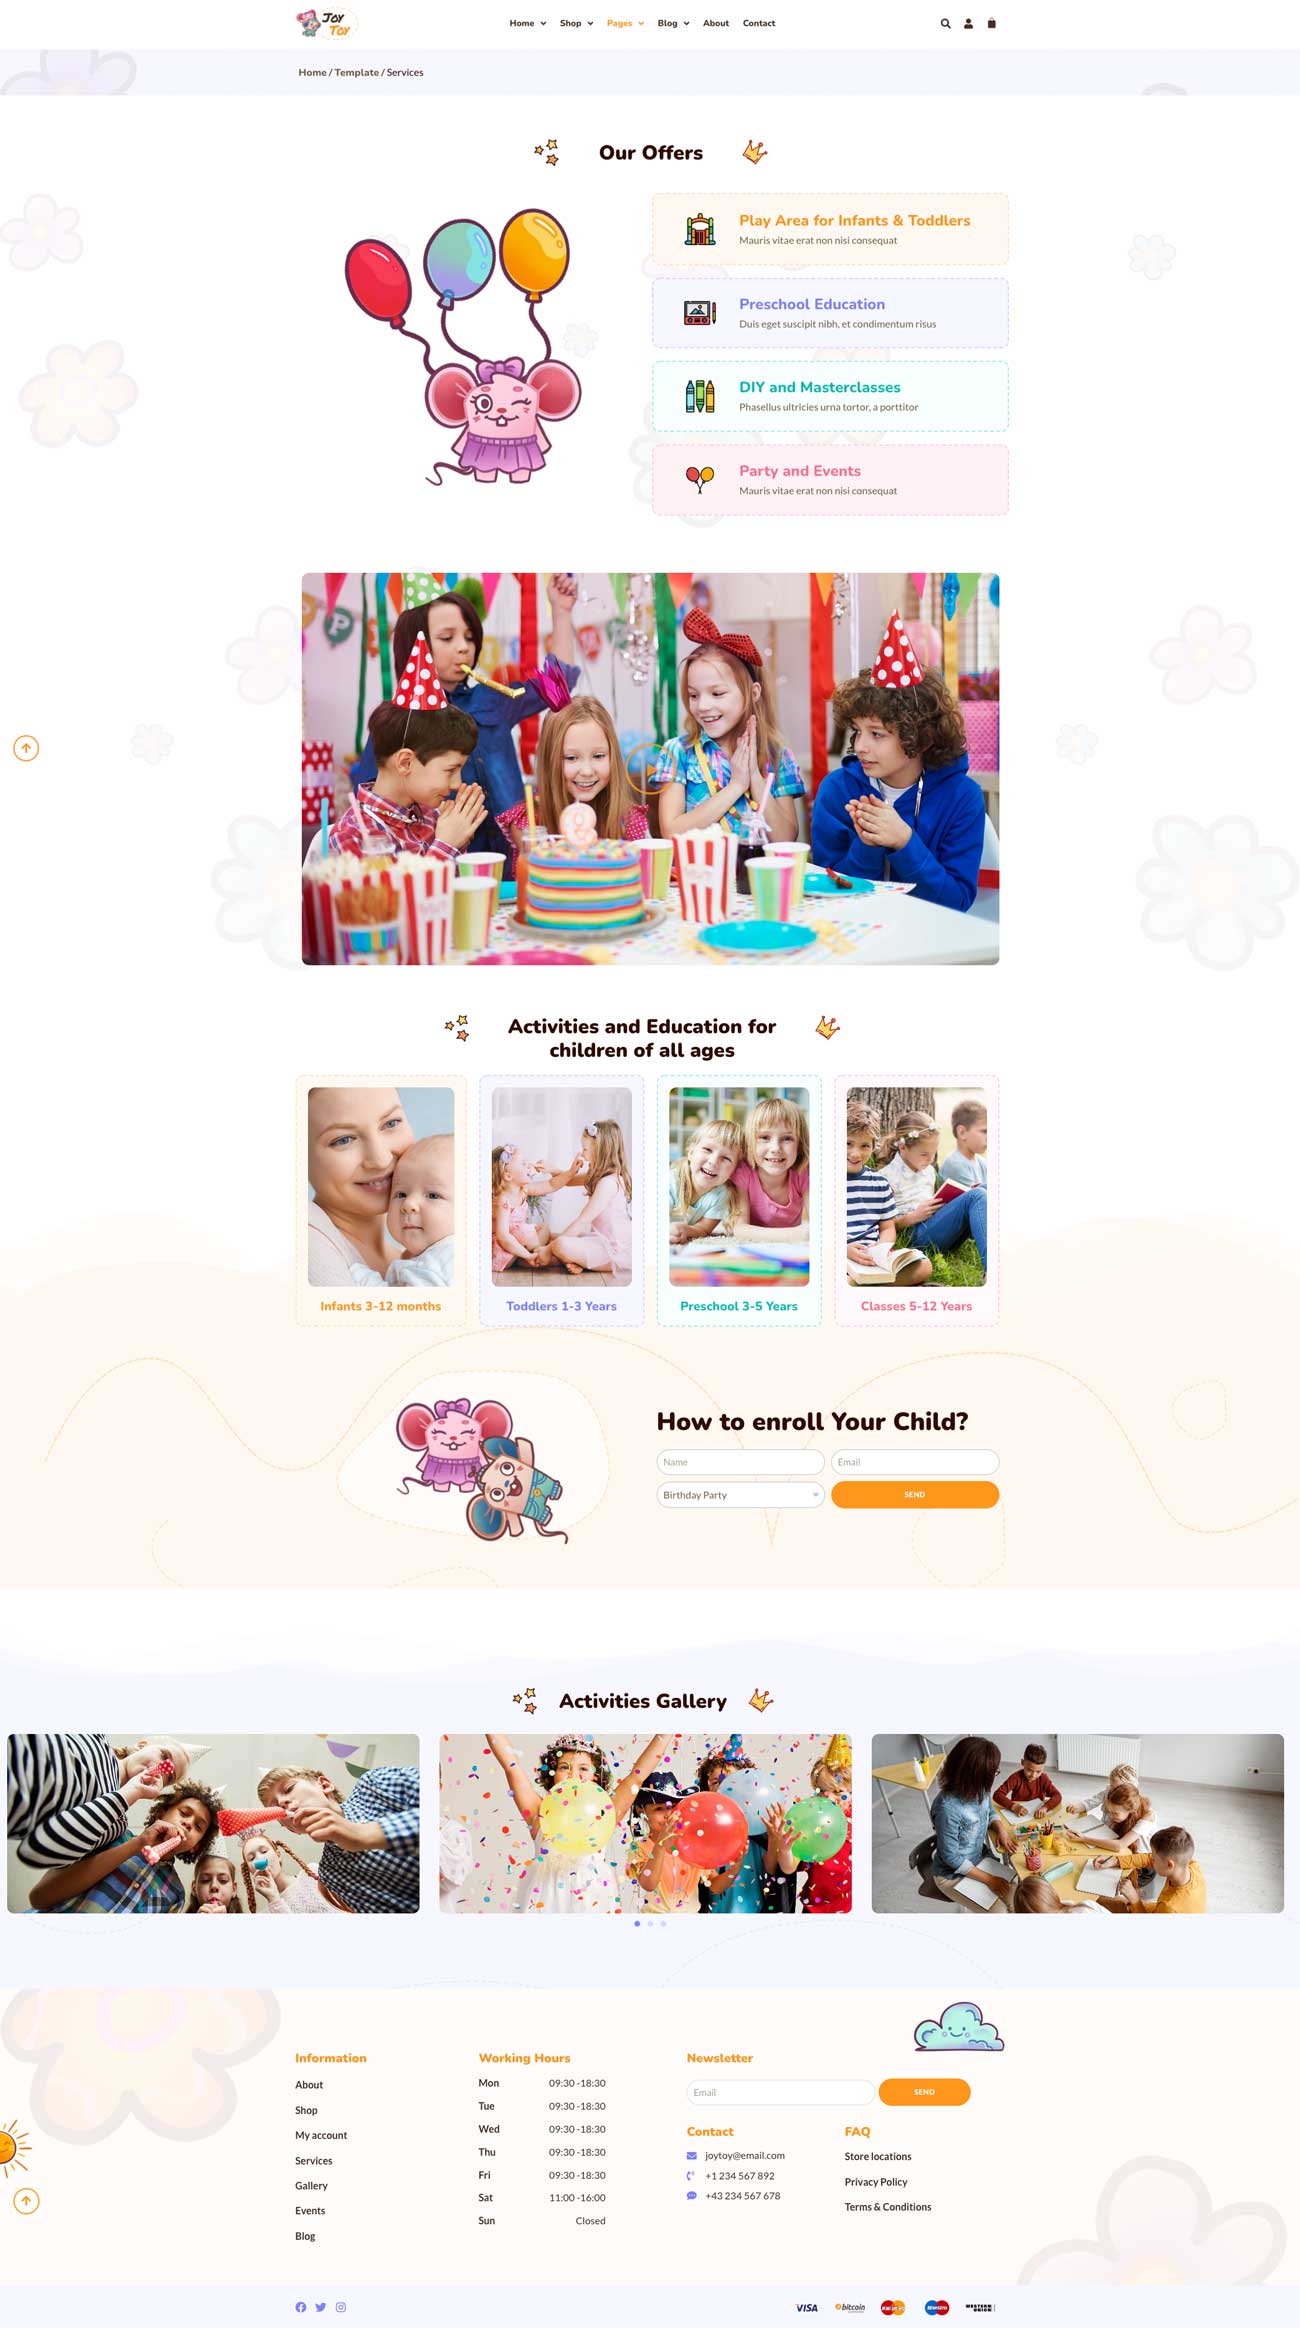 JOY
TOY
Home Shop Pages Blog About Contact
Home / Template / Services
Our Offers
Play Area for Infants & Toddlers
Mauris vitae erat non nisi consequat
Preschool Education
Duis eget suscipit nibh, et condimentum risus
DIY and Masterclasses
Phasellus ultricies urna tortor, a porttitor
Party and Events
Mauris vitae erat non nisi consequat
P
Activities and Education for
children of all ages
Infants 3-12 months
Toddlers 1-3 Years
Preschool 3-5 Years
Classes 5-12 Years
How to enroll Your Child?
Name
Email
Birthday Party
SEND
Activities Gallery
Information
About
Shop
My account
Services
Gallery
Events
Blog
Working Hours
Mon 09:30 -18:30
Tue 09:30 -18:30
Wed 09:30 -18:30
Thu 09:30 -18:30
Fri 09:30 -18:30
Sat 11:00 -16:00
Sun Closed
Newsletter
Email
SEND
Contact
joytoy@email.com
+1 234 567 892
+43 234 567 678
FAQ
Store locations
Privacy Policy
Terms & Conditions
VISA
bitcoin
MasterCard
Maestro
WESTERN
UNION